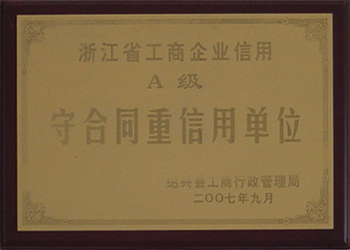 浙江省工商企业信用
A级
守合同重信用单位
绍兴县工商行政管理局
二〇〇七年九月